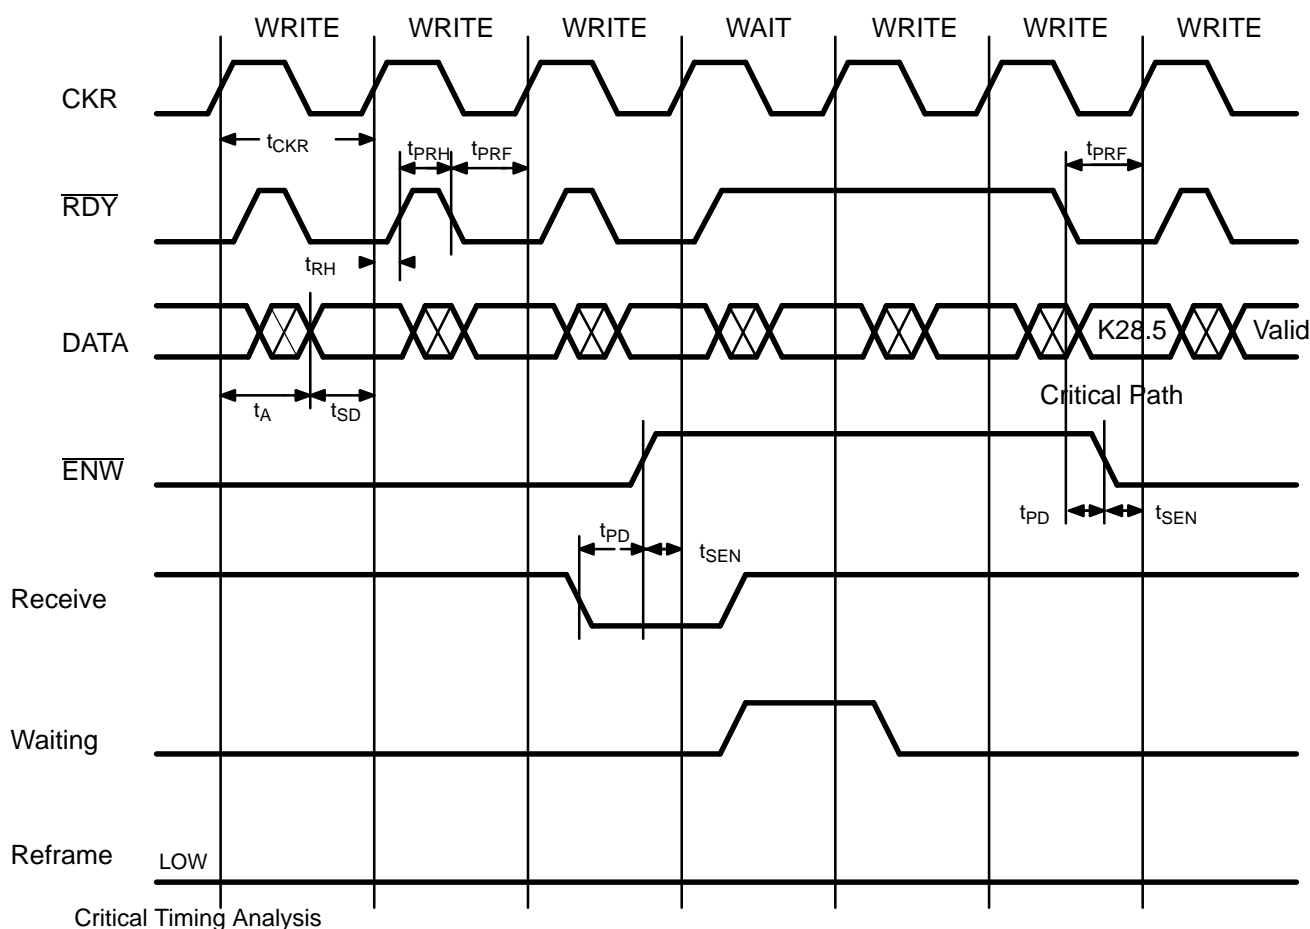 WRITE WRITE WRITE WAIT WRITE WRITE WRITE
CKR
tCKR
tPRH tPRF tPRF
RDY
tRH
DATA
K28.5 Valid
tA tSD
Critical Path
ENW
tPD tSEN
tPD tSEN
Receive
Waiting
Reframe
LOW
Critical Timing Analysis